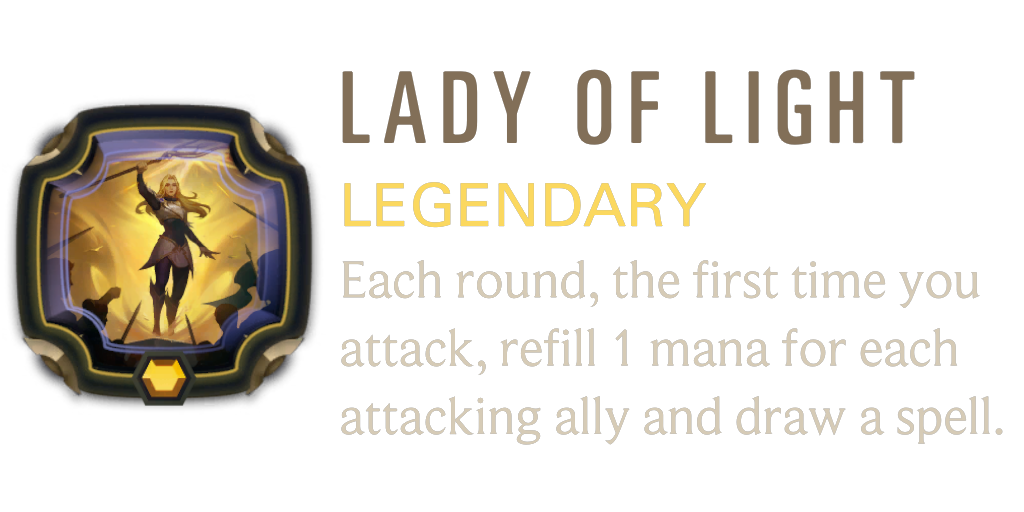 LADY OF LIGHT
LEGENDARY
Each round, the first time you
attack, refill 1 mana for each
attacking ally and draw a spell.